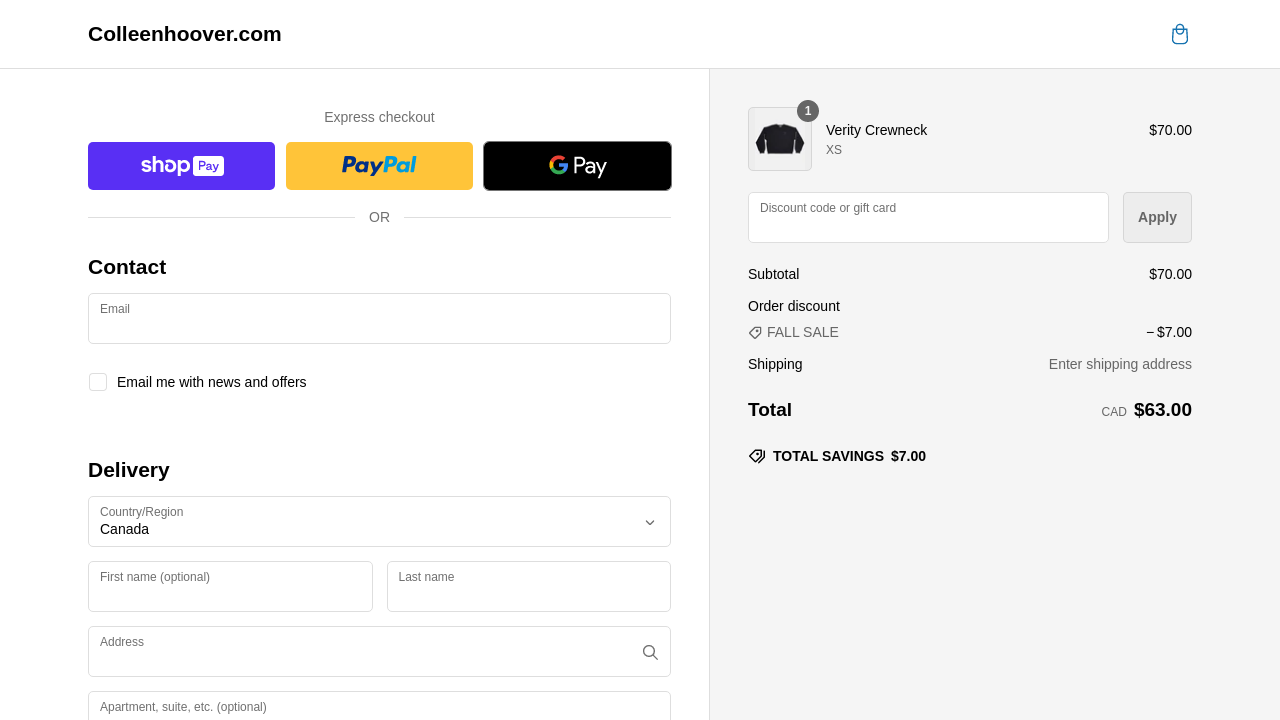 Colleenhoover.com
Express checkout
shop Pay
PayPal
G Pay
OR
Contact
Email
Email me with news and offers
Delivery
Country/Region
Canada
First name (optional)
Last name
Address
Apartment, suite, etc. (optional)
1
Verity Crewneck
$70.00
XS
Discount code or gift card
Apply
Subtotal
$70.00
Order discount
FALL SALE
− $7.00
Shipping
Enter shipping address
Total
CAD $63.00
TOTAL SAVINGS $7.00